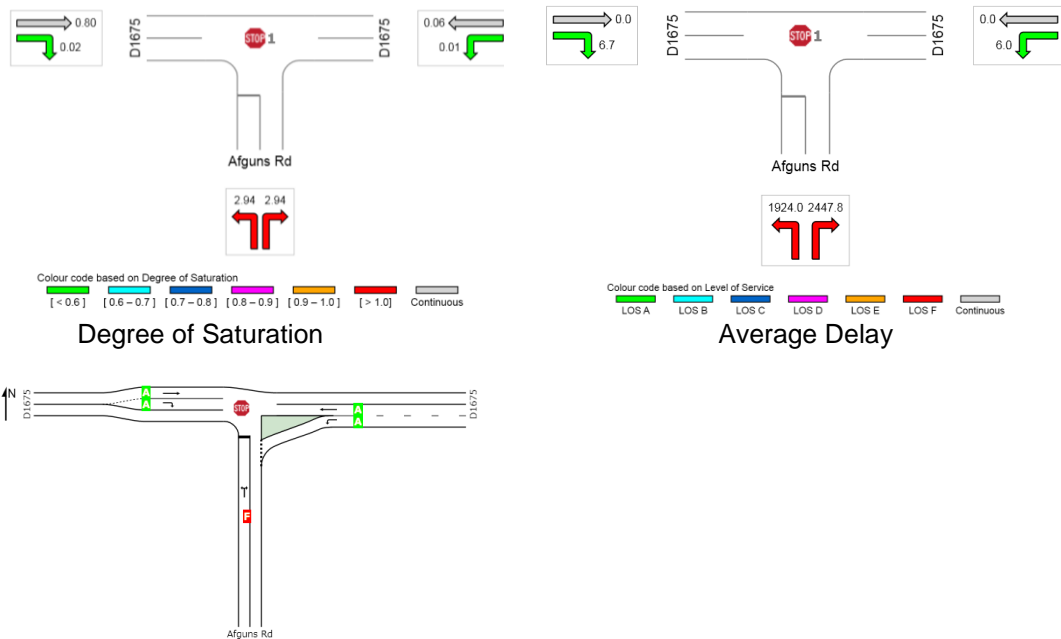 0.80
0.02
D1675
STOP 1
D1675
0.06
0.01
Afguns Rd
2.94 2.94
Colour code based on Degree of Saturation
[ < 0.6 ] [ 0.6 – 0.7 ] [ 0.7 – 0.8 ] [ 0.8 – 0.9 ] [ 0.9 – 1.0 ] [ > 1.0 ] Continuous
Degree of Saturation
0.0
6.7
D1675
STOP 1
D1675
0.0
6.0
Afguns Rd
1924.0 2447.8
Colour code based on Level of Service
LOS A LOS B LOS C LOS D LOS E LOS F Continuous
Average Delay
N
D1675
A
A
STOP
A
A
D1675
F
Afguns Rd